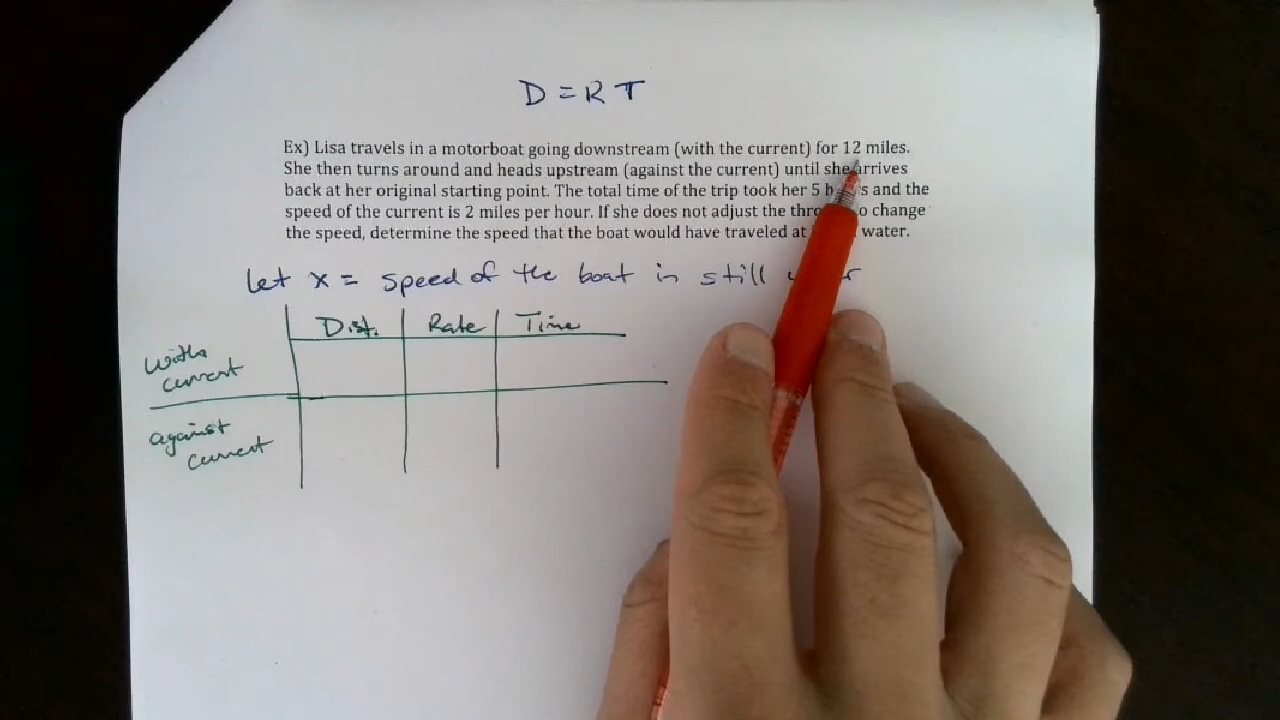 D = R T
Ex) Lisa travels in a motorboat going downstream (with the current) for 12 miles.
She then turns around and heads upstream (against the current) until she arrives
back at her original starting point. The total time of the trip took her 5 and the
speed of the current is 2 miles per hour. If she does not adjust the change
the speed, determine the speed that the boat would have traveled at water.
Let x = speed of the boat in still
Dist. Rate Time
With
current
against
current